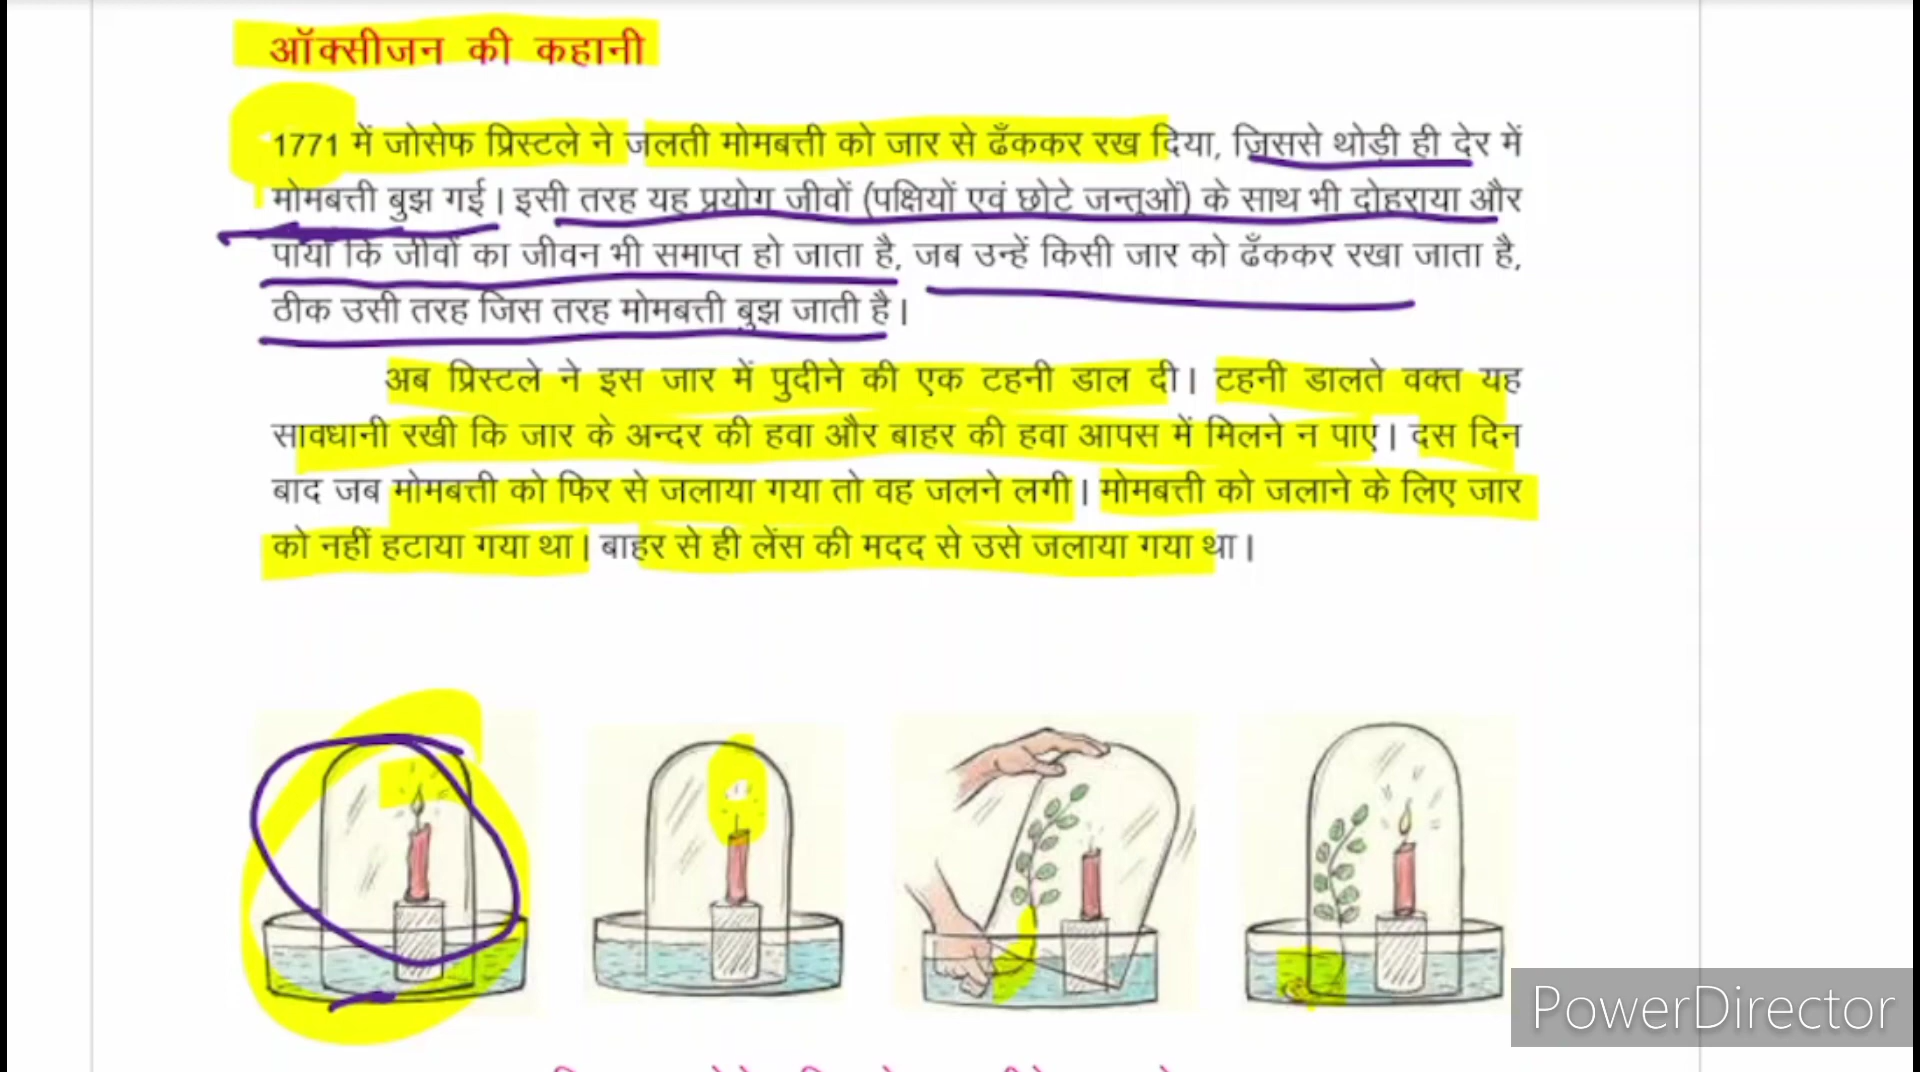 ऑक्सीजन की कहानी
1771 में जोसेफ प्रिस्टले ने जलती मोमबत्ती को जार से ढँककर रख दिया, जिससे थोड़ी ही देर में
मोमबत्ती बुझ गई। इसी तरह यह प्रयोग जीवों (पक्षियों एवं छोटे जन्तुओं) के साथ भी दोहराया और
पाया कि जीवों का जीवन भी समाप्त हो जाता है, जब उन्हें किसी जार को ढँककर रखा जाता है,
ठीक उसी तरह जिस तरह मोमबत्ती बुझ जाती है।
अब प्रिस्टले ने इस जार में पुदीने की एक टहनी डाल दी। टहनी डालते वक्त यह
सावधानी रखी कि जार के अन्दर की हवा और बाहर की हवा आपस में मिलने न पाए। दस दिन
बाद जब मोमबत्ती को फिर से जलाया गया तो वह जलने लगी। मोमबत्ती को जलाने के लिए जार
को नहीं हटाया गया था। बाहर से ही लेंस की मदद से उसे जलाया गया था।
PowerDirector